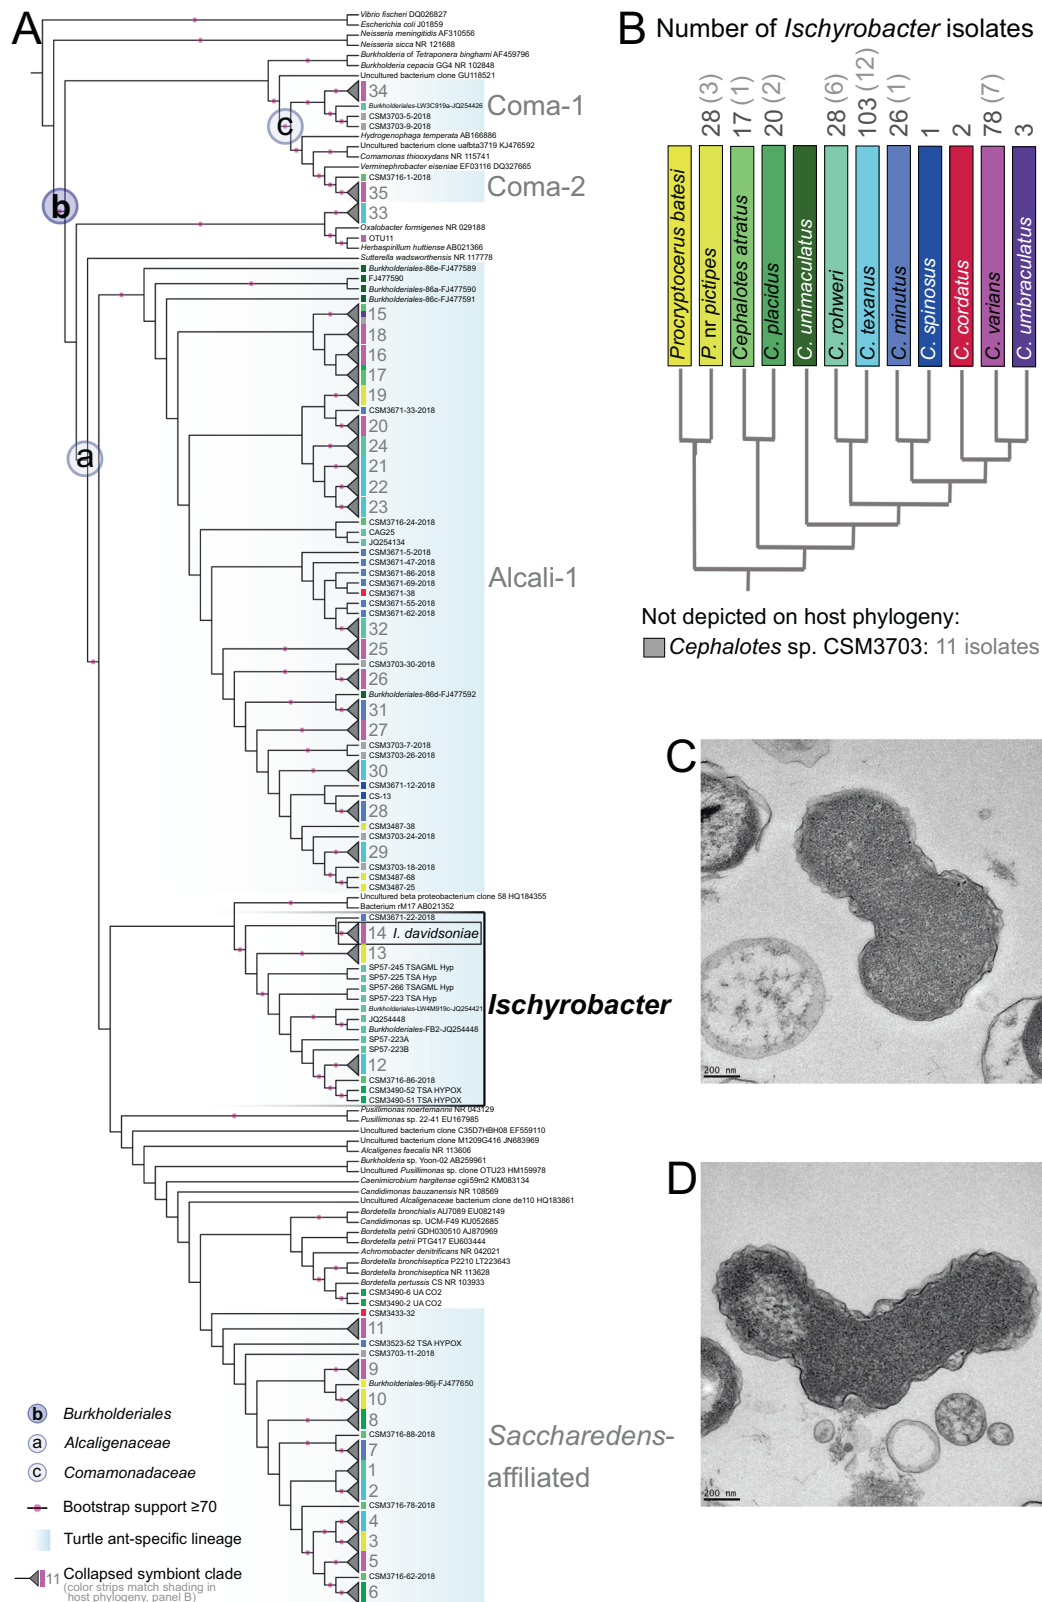 A
Vibrio fischeri DQ026827
Escherichia coli J01859
Neisseria meningitidis AF310556
Neisseria sicca NR 121688
Burkholderia of Tetraponera binghami AF459796
Burkholderia cepacia GG4 NR 102848
Uncultured bacterium clone GU118521
34
Burkholderiales-LW3C919a-JQ254426
CSM3703-5-2018
CSM3703-9-2018
Coma-1
c
Hydrogenophaga temperata AB166886
Uncultured bacterium clone uafbta3719 KJ476592
Comamonas thiooxydans NR 115741
Verminephrobacter eiseniae EF03116 DQ327665
CSM3716-1-2018
35
Coma-2
b
33
Oxalobacter formigenes NR 029188
OTU11
Herbaspirillum huttiense AB021366
Sutterella wadsworthensis NR 117778
Burkholderiales-86e-FJ477589
FJ477590
Burkholderiales-86a-FJ477590
Burkholderiales-86c-FJ477591
15
18
16
17
19
CSM3671-33-2018
20
24
a
21
22
23
CSM3716-24-2018
CAG25
JQ254134
CSM3671-5-2018
CSM3671-47-2018
CSM3671-86-2018
Alcali-1
CSM3671-69-2018
CSM3671-38
CSM3671-55-2018
CSM3671-62-2018
32
25
CSM3703-30-2018
26
Burkholderiales-86d-FJ477592
31
27
CSM3703-7-2018
CSM3703-26-2018
30
CSM3671-12-2018
CS-13
28
CSM3487-38
CSM3703-24-2018
29
CSM3703-18-2018
CSM3487-68
CSM3487-25
Uncultured beta proteobacterium clone 58 HQ184355
Bacterium rM17 AB021352
CSM3671-22-2018
14 I. davidsoniae
13
SP57-245 TSAGML Hyp
SP57-225 TSA Hyp
SP57-266 TSAGML Hyp
SP57-223 TSA Hyp
Ischyrobacter
Burkholderiales-LW4M919c-JQ254421
JQ254448
Burkholderiales-FB2-JQ254448
SP57-223A
SP57-223B
12
CSM3716-86-2018
CSM3490-52 TSA HYPOX
CSM3490-51 TSA HYPOX
Pusillimonas noertemannii NR 043129
Pusillimonas sp. 22-41 EU167985
Uncultured bacterium clone C35D7HBH08 EF559110
Uncultured bacterium clone M1209G416 JN683969
Alcaligenes faecalis NR 113606
Burkholderia sp. Yoon-02 AB259961
Uncultured Pusillimonas sp. clone OTU23 HM159978
Caenimicrobium hargitense cgii59m2 KM083134
Candidimonas bauzanensis NR 108569
Uncultured Alcaligenaceae bacterium clone de110 HQ183861
Bordetella bronchialis AU7089 EU082149
Candidimonas sp. UCM-F49 KU052685
Bordetella petrii GDH030510 AJ870969
Bordetella petrii PTG417 EU603444
Achromobacter denitrificans NR 042021
Bordetella bronchiseptica P2210 LT223643
Bordetella bronchiseptica NR 113628
Bordetella pertussis CS NR 103933
CSM3490-6 UA CO2
CSM3490-2 UA CO2
CSM3433-32
11
CSM3523-52 TSA HYPOX
CSM3703-11-2018
9
Burkholderiales-96j-FJ477650
10
8
CSM3716-88-2018
7
Saccharedens-
affiliated
1
2
CSM3716-78-2018
4
3
5
CSM3716-62-2018
6
b Burkholderiales
a Alcaligenaceae
c Comamonadaceae
Bootstrap support ≥70
Turtle ant-specific lineage
11 Collapsed symbiont clade
(color strips match shading in
host phylogeny, panel B)
B Number of Ischyrobacter isolates
28 (3)
17 (1)
20 (2)
28 (6)
103 (12)
26 (1)
1
2
78 (7)
3
Procryptocerus batesi
P. nr pictipes
Cephalotes atratus
C. placidus
C. unimaculatus
C. rohweri
C. texanus
C. minutus
C. spinosus
C. cordatus
C. varians
C. umbraculatus
Not depicted on host phylogeny:
Cephalotes sp. CSM3703: 11 isolates
C
200 nm
D
200 nm